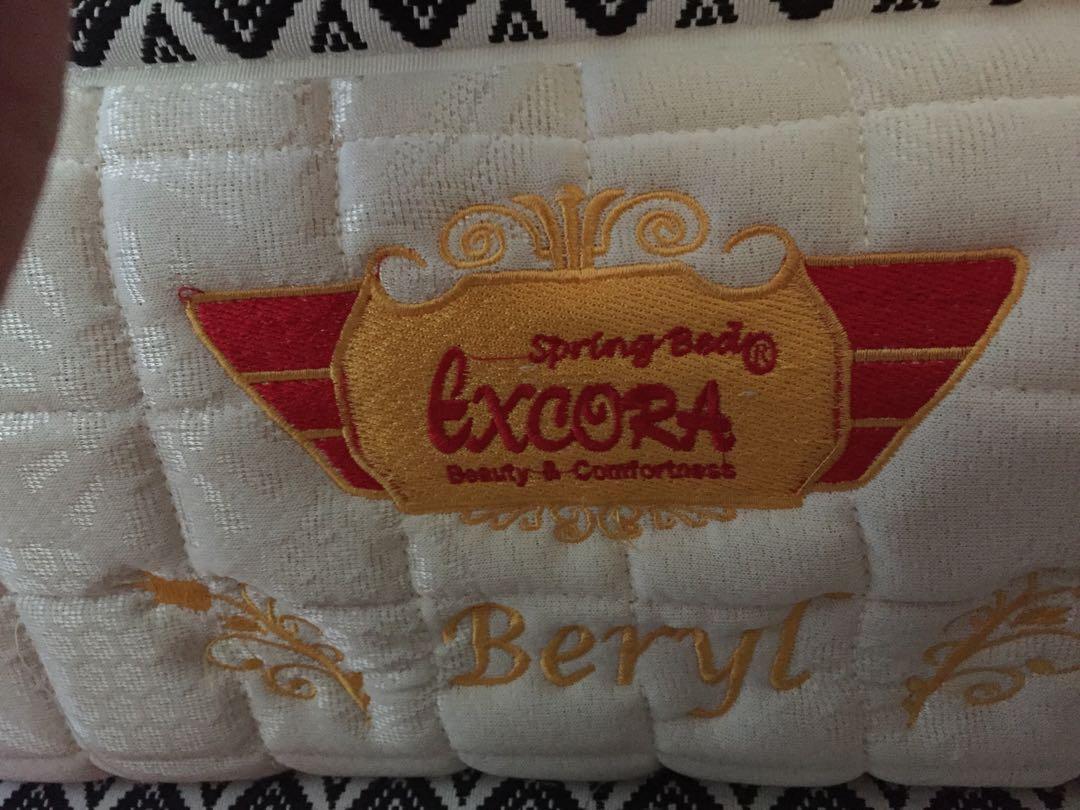 Spring Bed®
EXCORA
Beauty & Comfortness
Beryl